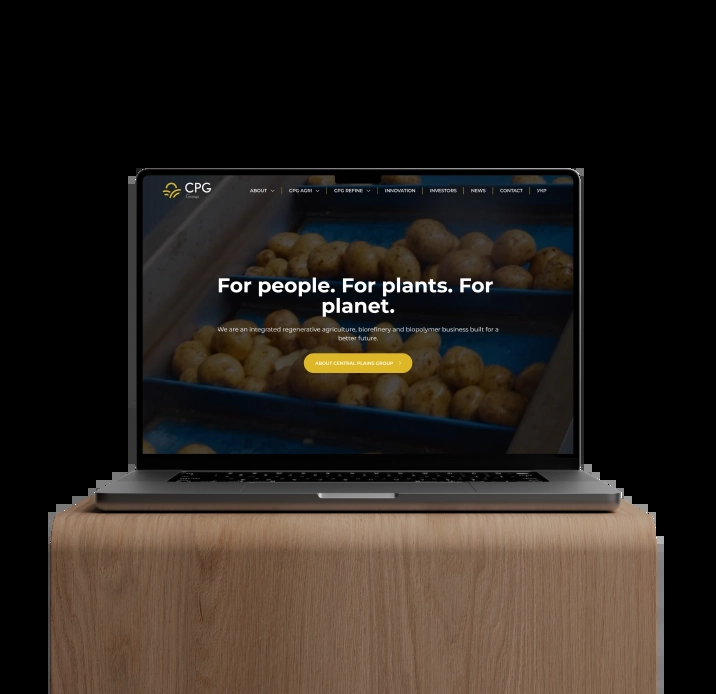 CPG
Group
ABOUT
CPG AGRI
CPG REFINE
INNOVATION
INVESTORS
NEWS
CONTACT
УКР
For people. For plants. For
planet.
We are an integrated regenerative agriculture, biorefinery and biopolymer business built for a
better future.
ABOUT CENTRAL PLAINS GROUP